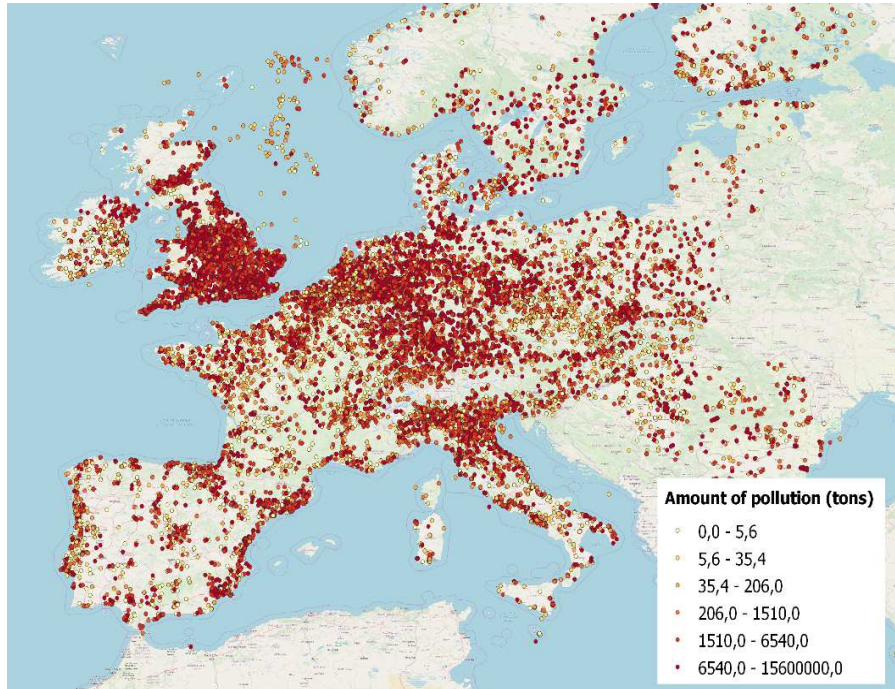 Amount of pollution (tons)
0,0 - 5,6
5,6 - 35,4
35,4 - 206,0
206,0 - 1510,0
1510,0 - 6540,0
6540,0 - 15600000,0